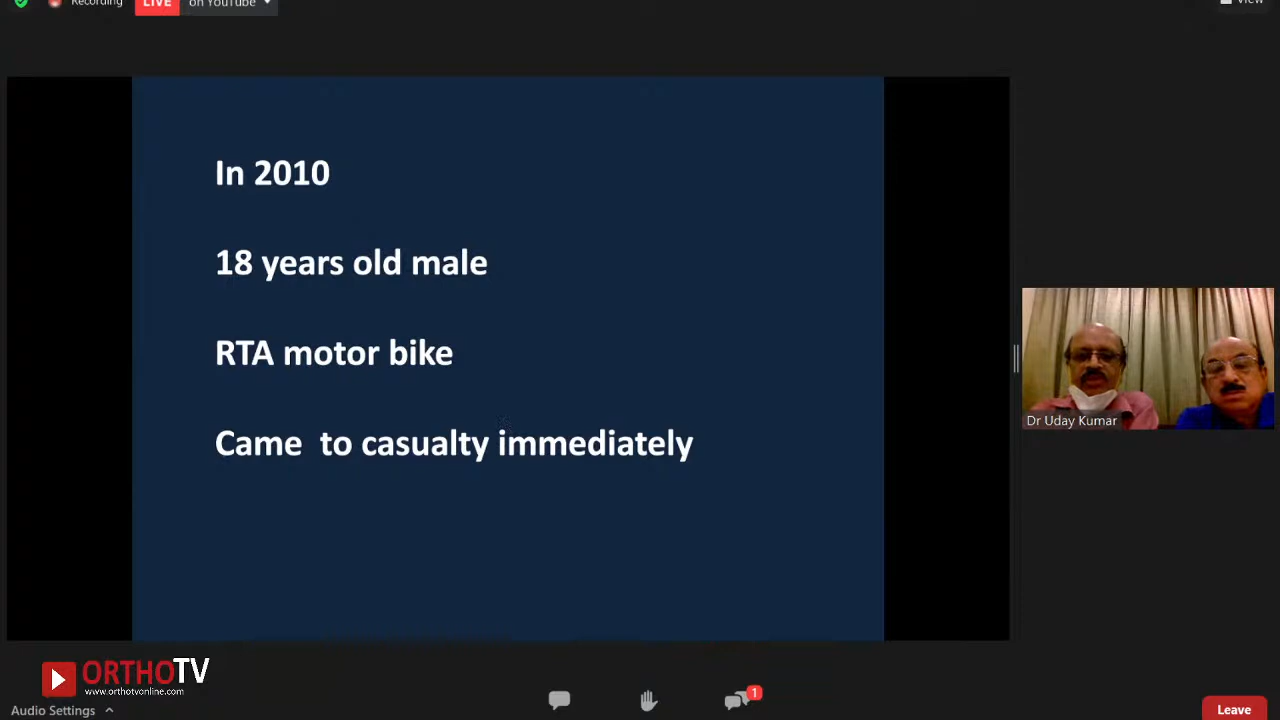 Recording
LIVE
on YouTube
View
In 2010
18 years old male
RTA motor bike
Came to casualty immediately
Dr Uday Kumar
ORTHOTV
www.orthotvonline.com
1
Audio Settings
Leave